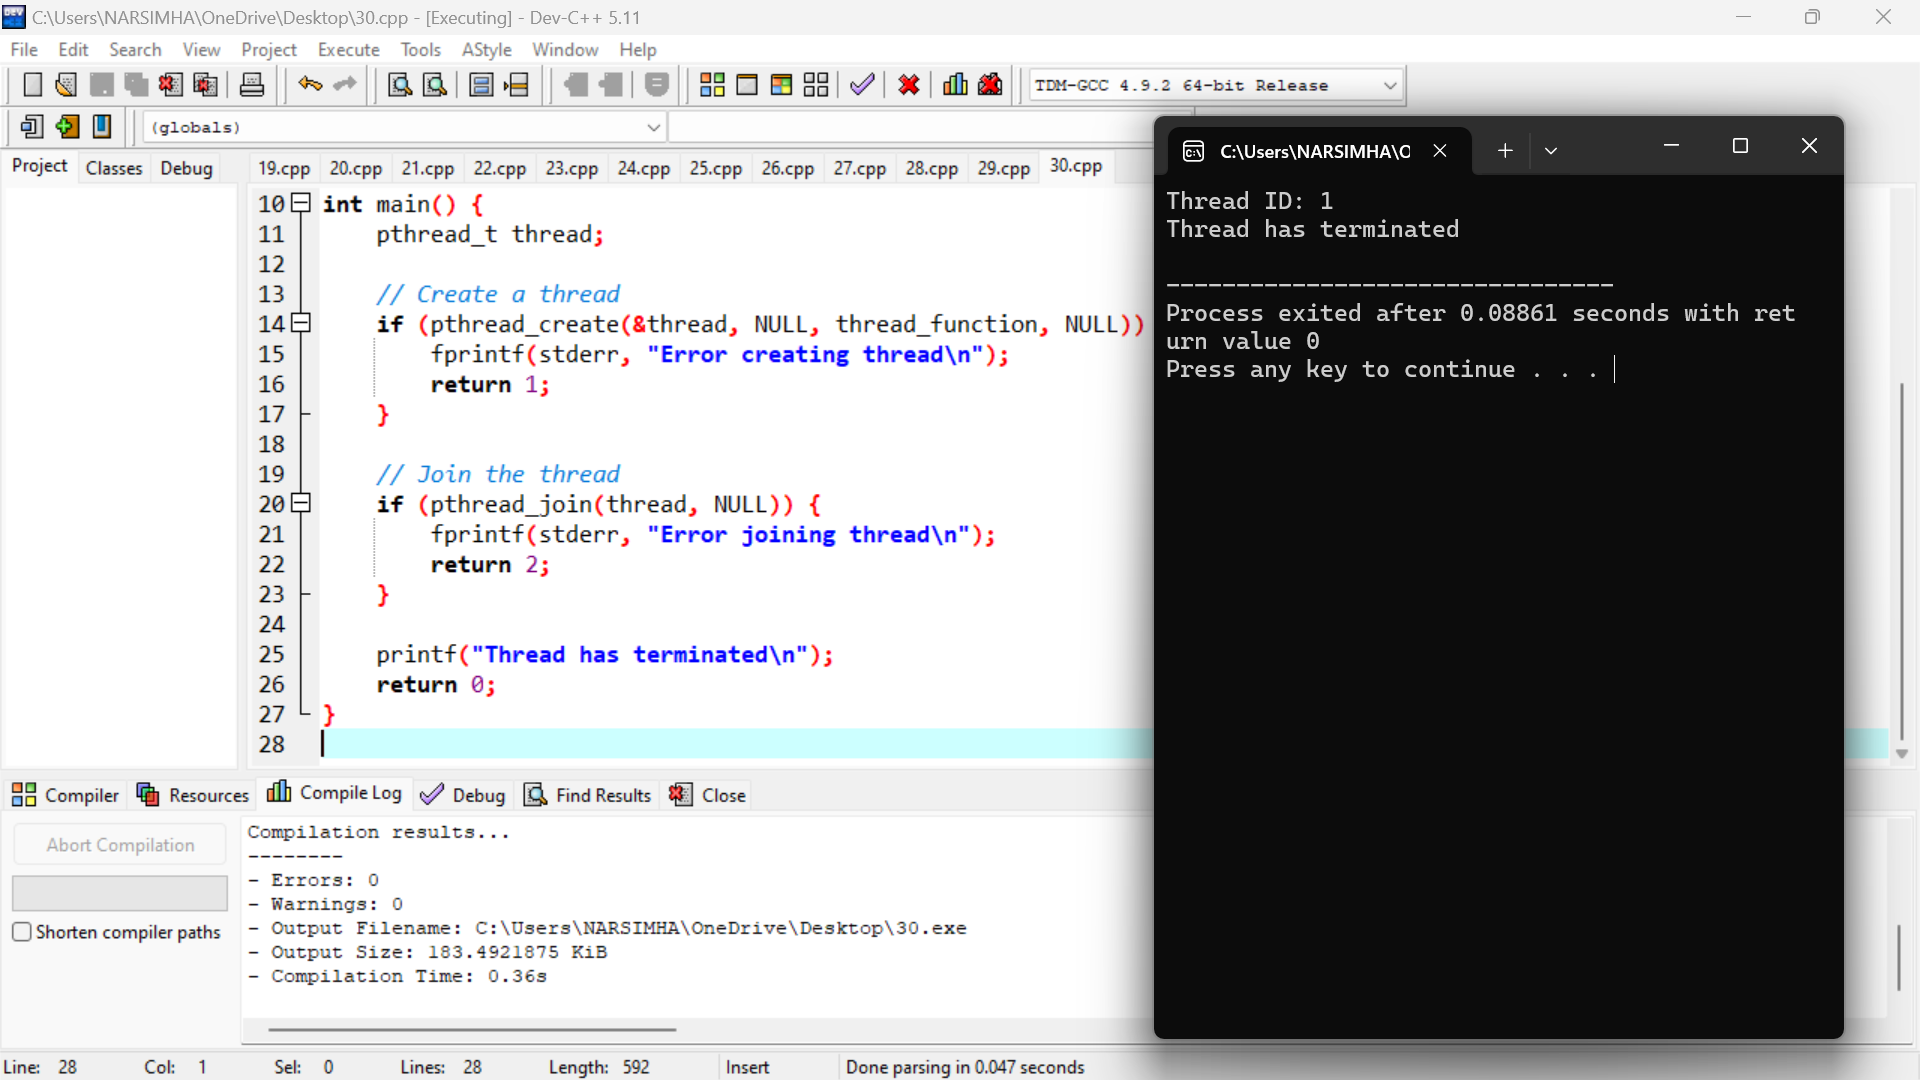 C:\Users\NARSIMHA\OneDrive\Desktop\30.cpp - [Executing] - Dev-C++ 5.11
File Edit Search View Project Execute Tools AStyle Window Help
TDM-GCC 4.9.2 64-bit Release
(globals)
Project Classes Debug
19.cpp 20.cpp 21.cpp 22.cpp 23.cpp 24.cpp 25.cpp 26.cpp 27.cpp 28.cpp 29.cpp 30.cpp
10 int main() {
11 pthread_t thread;
12
13 // Create a thread
14 if (pthread_create(&thread, NULL, thread_function, NULL))
15 fprintf(stderr, "Error creating thread\n");
16 return 1;
17 }
18
19 // Join the thread
20 if (pthread_join(thread, NULL)) {
21 fprintf(stderr, "Error joining thread\n");
22 return 2;
23 }
24
25 printf("Thread has terminated\n");
26 return 0;
27 }
28
C:\Users\NARSIMHA\O
Thread ID: 1
Thread has terminated
--------------------------------
Process exited after 0.08861 seconds with ret
urn value 0
Press any key to continue . . .
Compiler Resources Compile Log Debug Find Results Close
Abort Compilation
Shorten compiler paths
Compilation results...
--------
- Errors: 0
- Warnings: 0
- Output Filename: C:\Users\NARSIMHA\OneDrive\Desktop\30.exe
- Output Size: 183.4921875 KiB
- Compilation Time: 0.36s
Line: 28 Col: 1 Sel: 0 Lines: 28 Length: 592 Insert Done parsing in 0.047 seconds